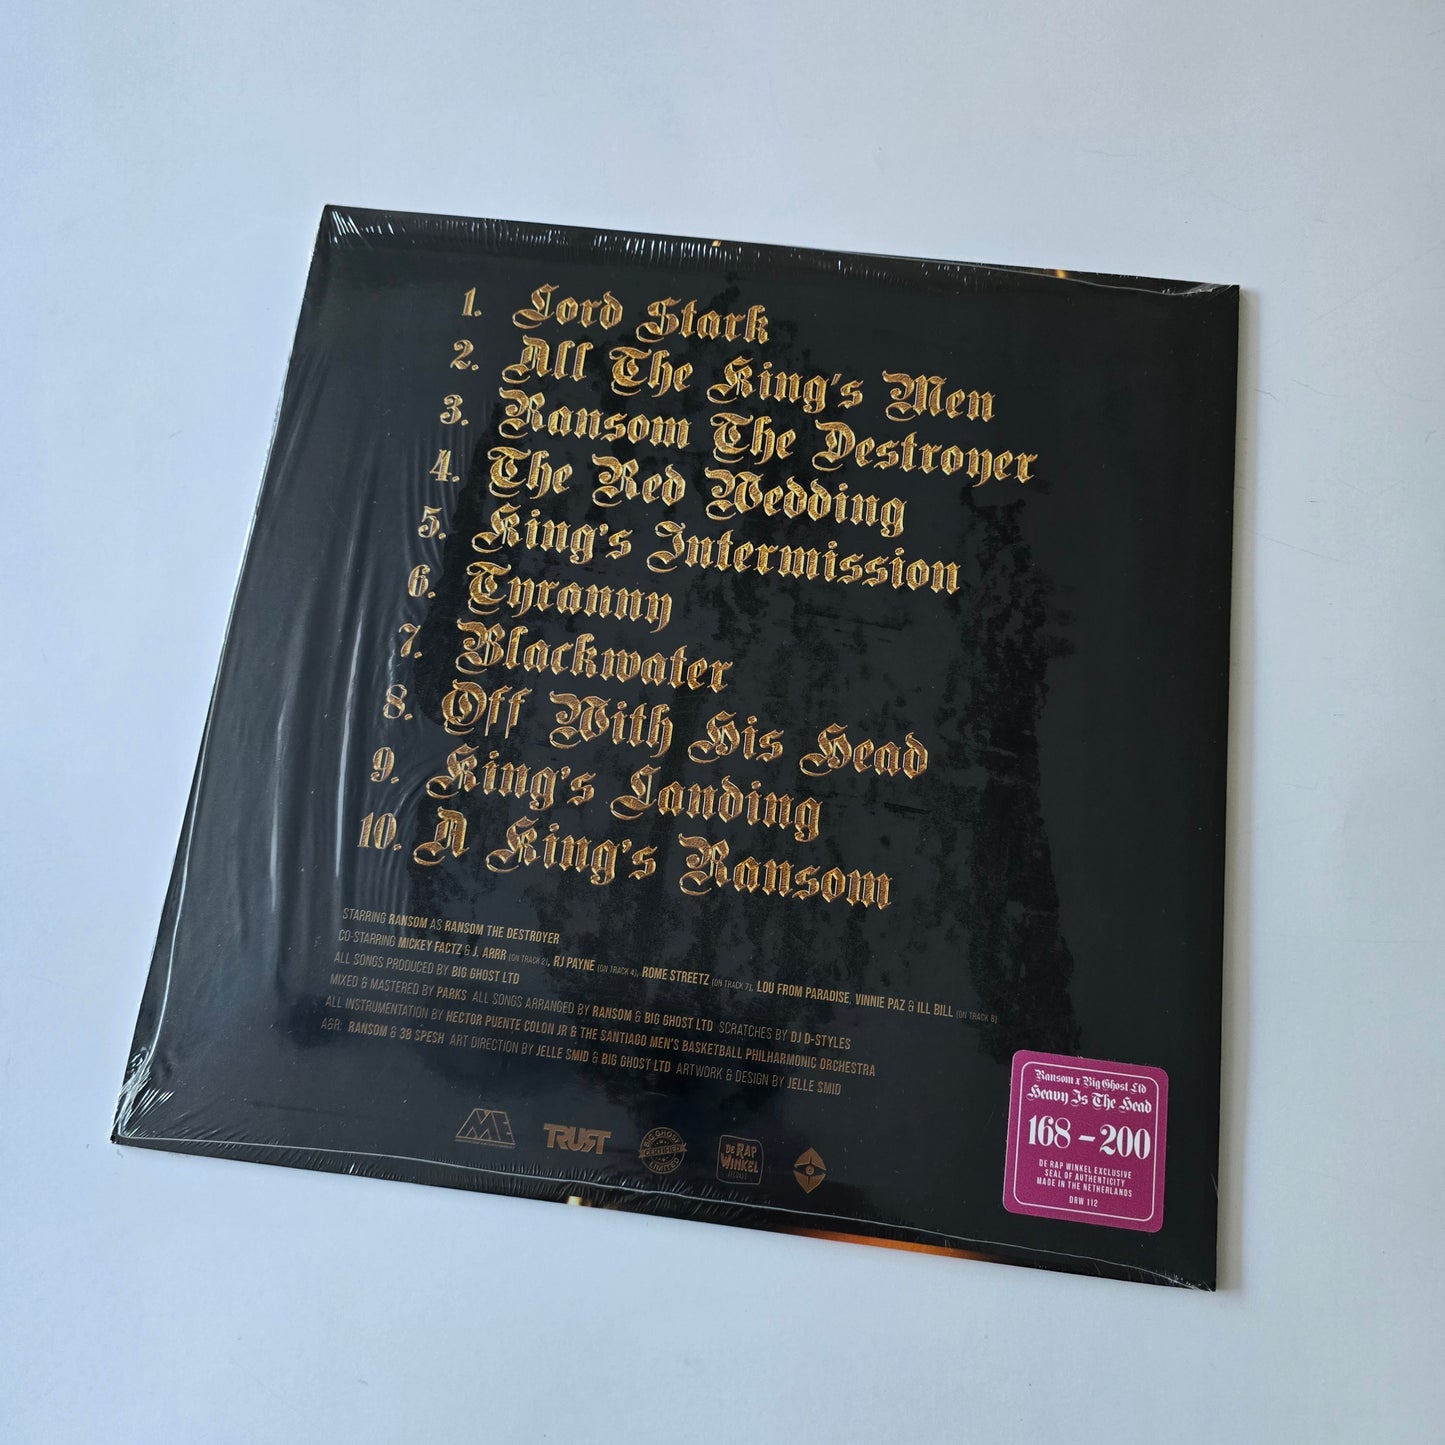 1. Lord Stark
2. All The King's Men
3. Ransom The Destroyer
4. The Red Wedding
5. King's Intermission
6. Tyranny
7. Blackwater
8. Off With His Head
9. King's Landing
10. A King's Ransom
STARRING RANSOM AS RANSOM THE DESTROYER
CO-STARRING MICKEY FACTZ & J. ARRR (ON TRACK 2), RJ PAYNE (ON TRACK 4), ROME STREETZ (ON TRACK 7), LOU FROM PARADISE, VINNIE PAZ & ILL BILL (ON TRACK 8)
ALL SONGS PRODUCED BY BIG GHOST LTD
MIXED & MASTERED BY PARKS ALL SONGS ARRANGED BY RANSOM & BIG GHOST LTD SCRATCHES BY DJ D-STYLES
ALL INSTRUMENTATION BY HECTOR PUENTE COLON JR & THE SANTIAGO MEN'S BASKETBALL PHILHARMONIC ORCHESTRA
A&R: RANSOM & 38 SPESH ART DIRECTION BY JELLE SMID & BIG GHOST LTD ARTWORK & DESIGN BY JELLE SMID
TRUST
BIG GHOST
CERTIFIED
LIMITED
DE RAP
WINKEL
Ransom x Big Ghost Ltd
Heavy Is The Head
168 – 200
DE RAP WINKEL EXCLUSIVE
SEAL OF AUTHENTICITY
MADE IN THE NETHERLANDS
DRW 112